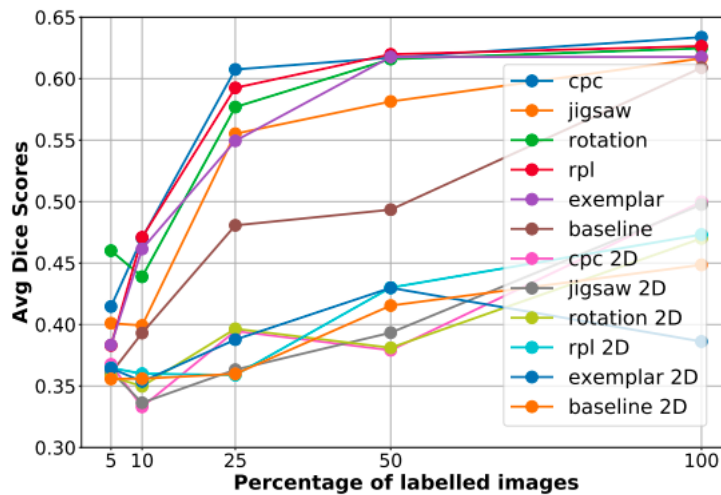 0.65
0.60
0.55
0.50
0.45
0.40
0.35
0.30
Avg Dice Scores
cpc
jigsaw
rotation
rpl
exemplar
baseline
cpc 2D
jigsaw 2D
rotation 2D
rpl 2D
exemplar 2D
baseline 2D
5 10 25 50 100
Percentage of labelled images